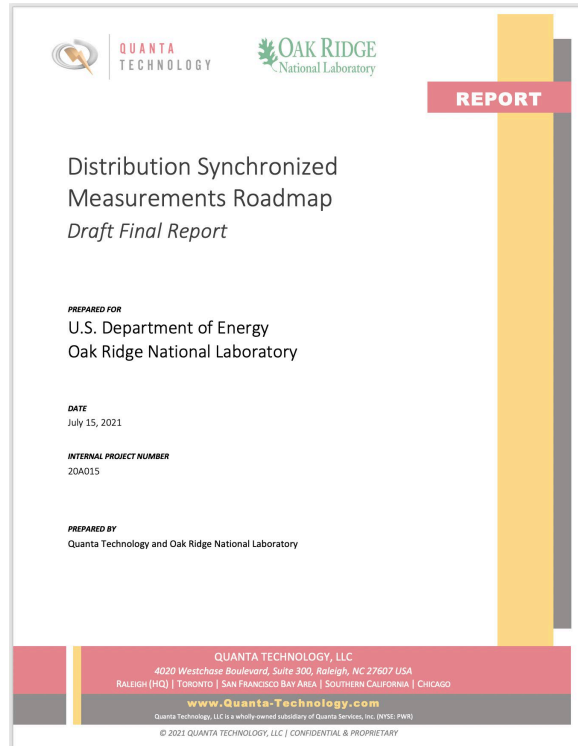 QUANTA
TECHNOLOGY
OAK RIDGE
National Laboratory
REPORT
Distribution Synchronized
Measurements Roadmap
Draft Final Report
PREPARED FOR
U.S. Department of Energy
Oak Ridge National Laboratory
DATE
July 15, 2021
INTERNAL PROJECT NUMBER
20A015
PREPARED BY
Quanta Technology and Oak Ridge National Laboratory
QUANTA TECHNOLOGY, LLC
4020 Westchase Boulevard, Suite 300, Raleigh, NC 27607 USA
RALEIGH (HQ) | TORONTO | SAN FRANCISCO BAY AREA | SOUTHERN CALIFORNIA | CHICAGO
www.Quanta-Technology.com
Quanta Technology, LLC is a wholly-owned subsidiary of Quanta Services, Inc. (NYSE: PWR)
© 2021 QUANTA TECHNOLOGY, LLC | CONFIDENTIAL & PROPRIETARY